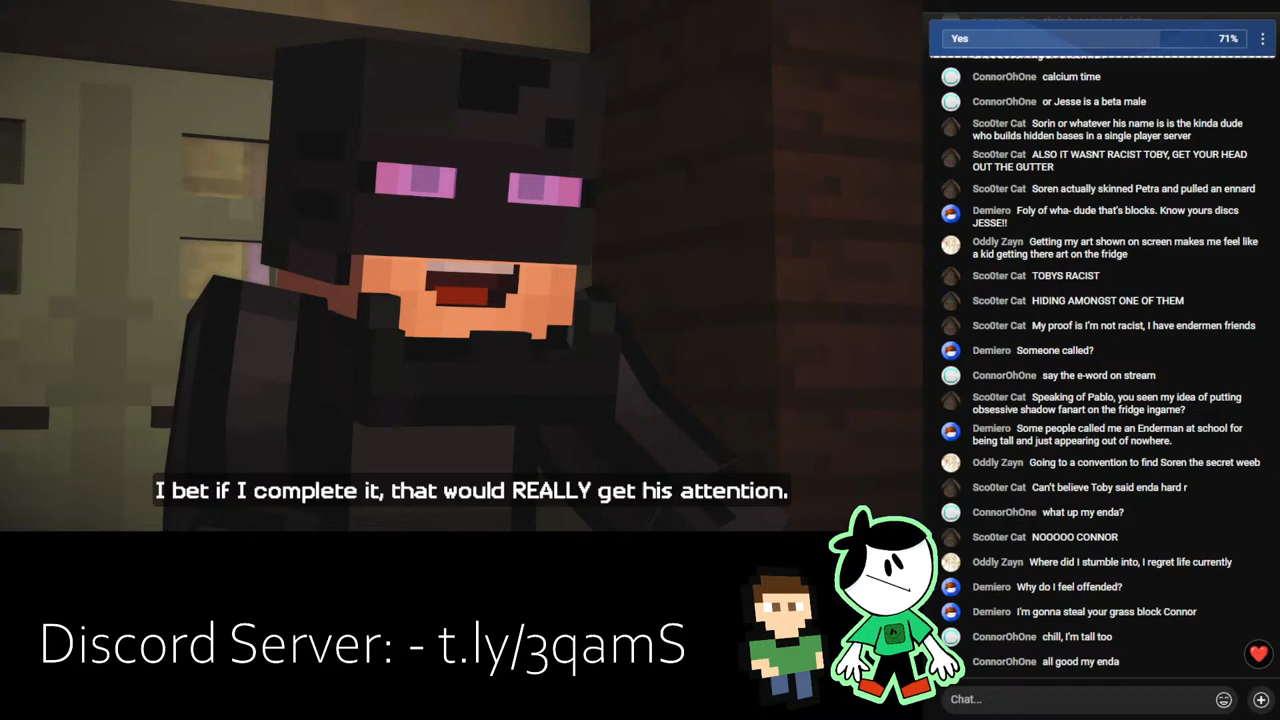 I bet if I complete it, that would REALLY get his attention.
Discord Server: - t.ly/3qamS
Yes 71%
ConnorOhOne calcium time
ConnorOhOne or Jesse is a beta male
Sco0ter Cat Sorin or whatever his name is is the kinda dude
who builds hidden bases in a single player server
Sco0ter Cat ALSO IT WASNT RACIST TOBY, GET YOUR HEAD
OUT THE GUTTER
Sco0ter Cat Soren actually skinned Petra and pulled an ennard
Demiero Foly of wha- dude that's blocks. Know yours discs
JESSE!!
Oddly Zayn Getting my art shown on screen makes me feel like
a kid getting there art on the fridge
Sco0ter Cat TOBYS RACIST
Sco0ter Cat HIDING AMONGST ONE OF THEM
Sco0ter Cat My proof is I'm not racist, I have endermen friends
Demiero Someone called?
ConnorOhOne say the e-word on stream
Sco0ter Cat Speaking of Pablo, you seen my idea of putting
obsessive shadow fanart on the fridge ingame?
Demiero Some people called me an Enderman at school for
being tall and just appearing out of nowhere.
Oddly Zayn Going to a convention to find Soren the secret weeb
Sco0ter Cat Can't believe Toby said enda hard r
ConnorOhOne what up my enda?
Sco0ter Cat NOOOOO CONNOR
Oddly Zayn Where did I stumble into, I regret life currently
Demiero Why do I feel offended?
Demiero I'm gonna steal your grass block Connor
ConnorOhOne chill, I'm tall too
ConnorOhOne all good my enda
Chat...